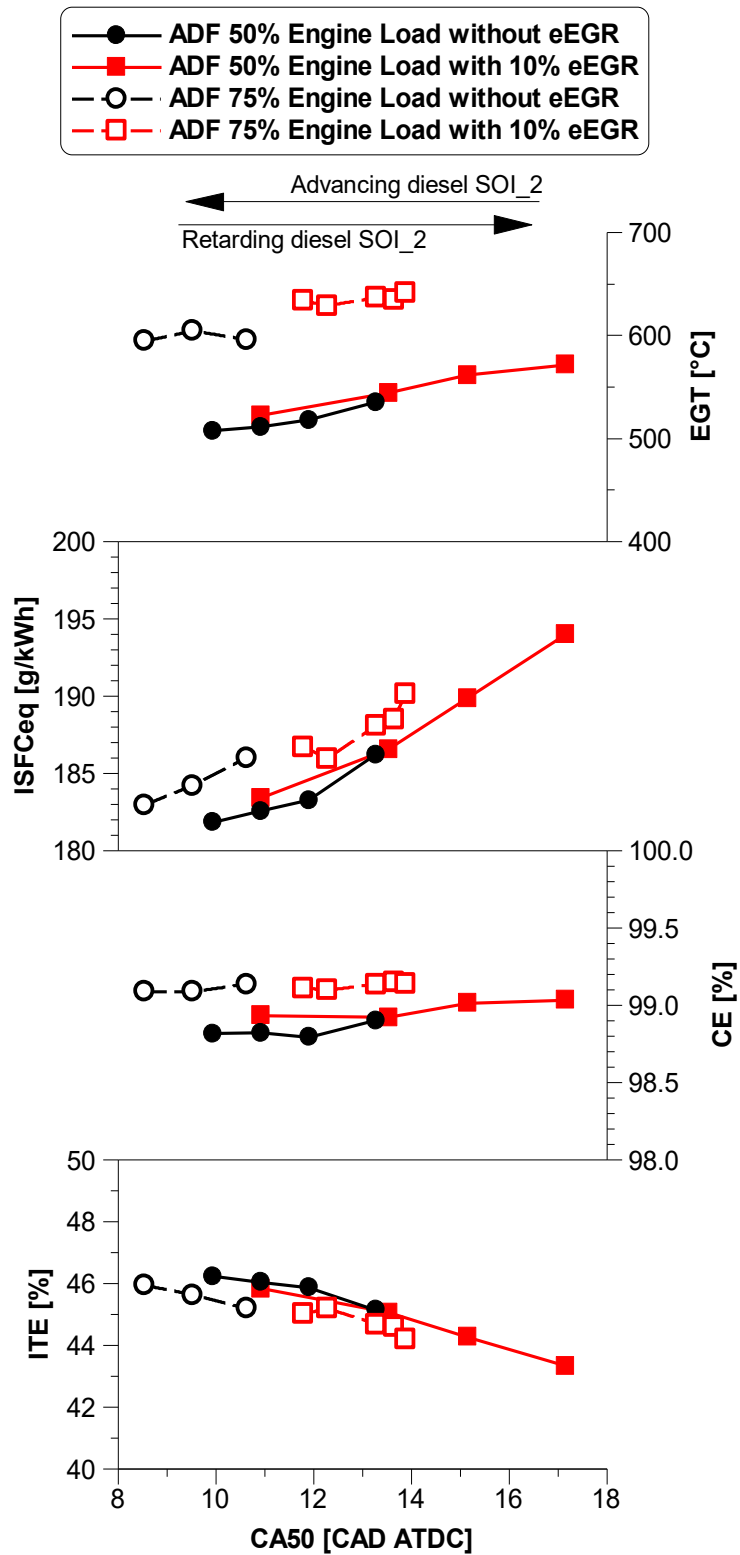 ADF 50% Engine Load without eEGR
ADF 50% Engine Load with 10% eEGR
ADF 75% Engine Load without eEGR
ADF 75% Engine Load with 10% eEGR
Advancing diesel SOI_2
Retarding diesel SOI_2
700
600
500
400
EGT [°C]
200
195
190
185
180
ISFCeq [g/kWh]
100.0
99.5
99.0
98.5
98.0
CE [%]
50
48
46
44
42
40
ITE [%]
8 10 12 14 16 18
CA50 [CAD ATDC]